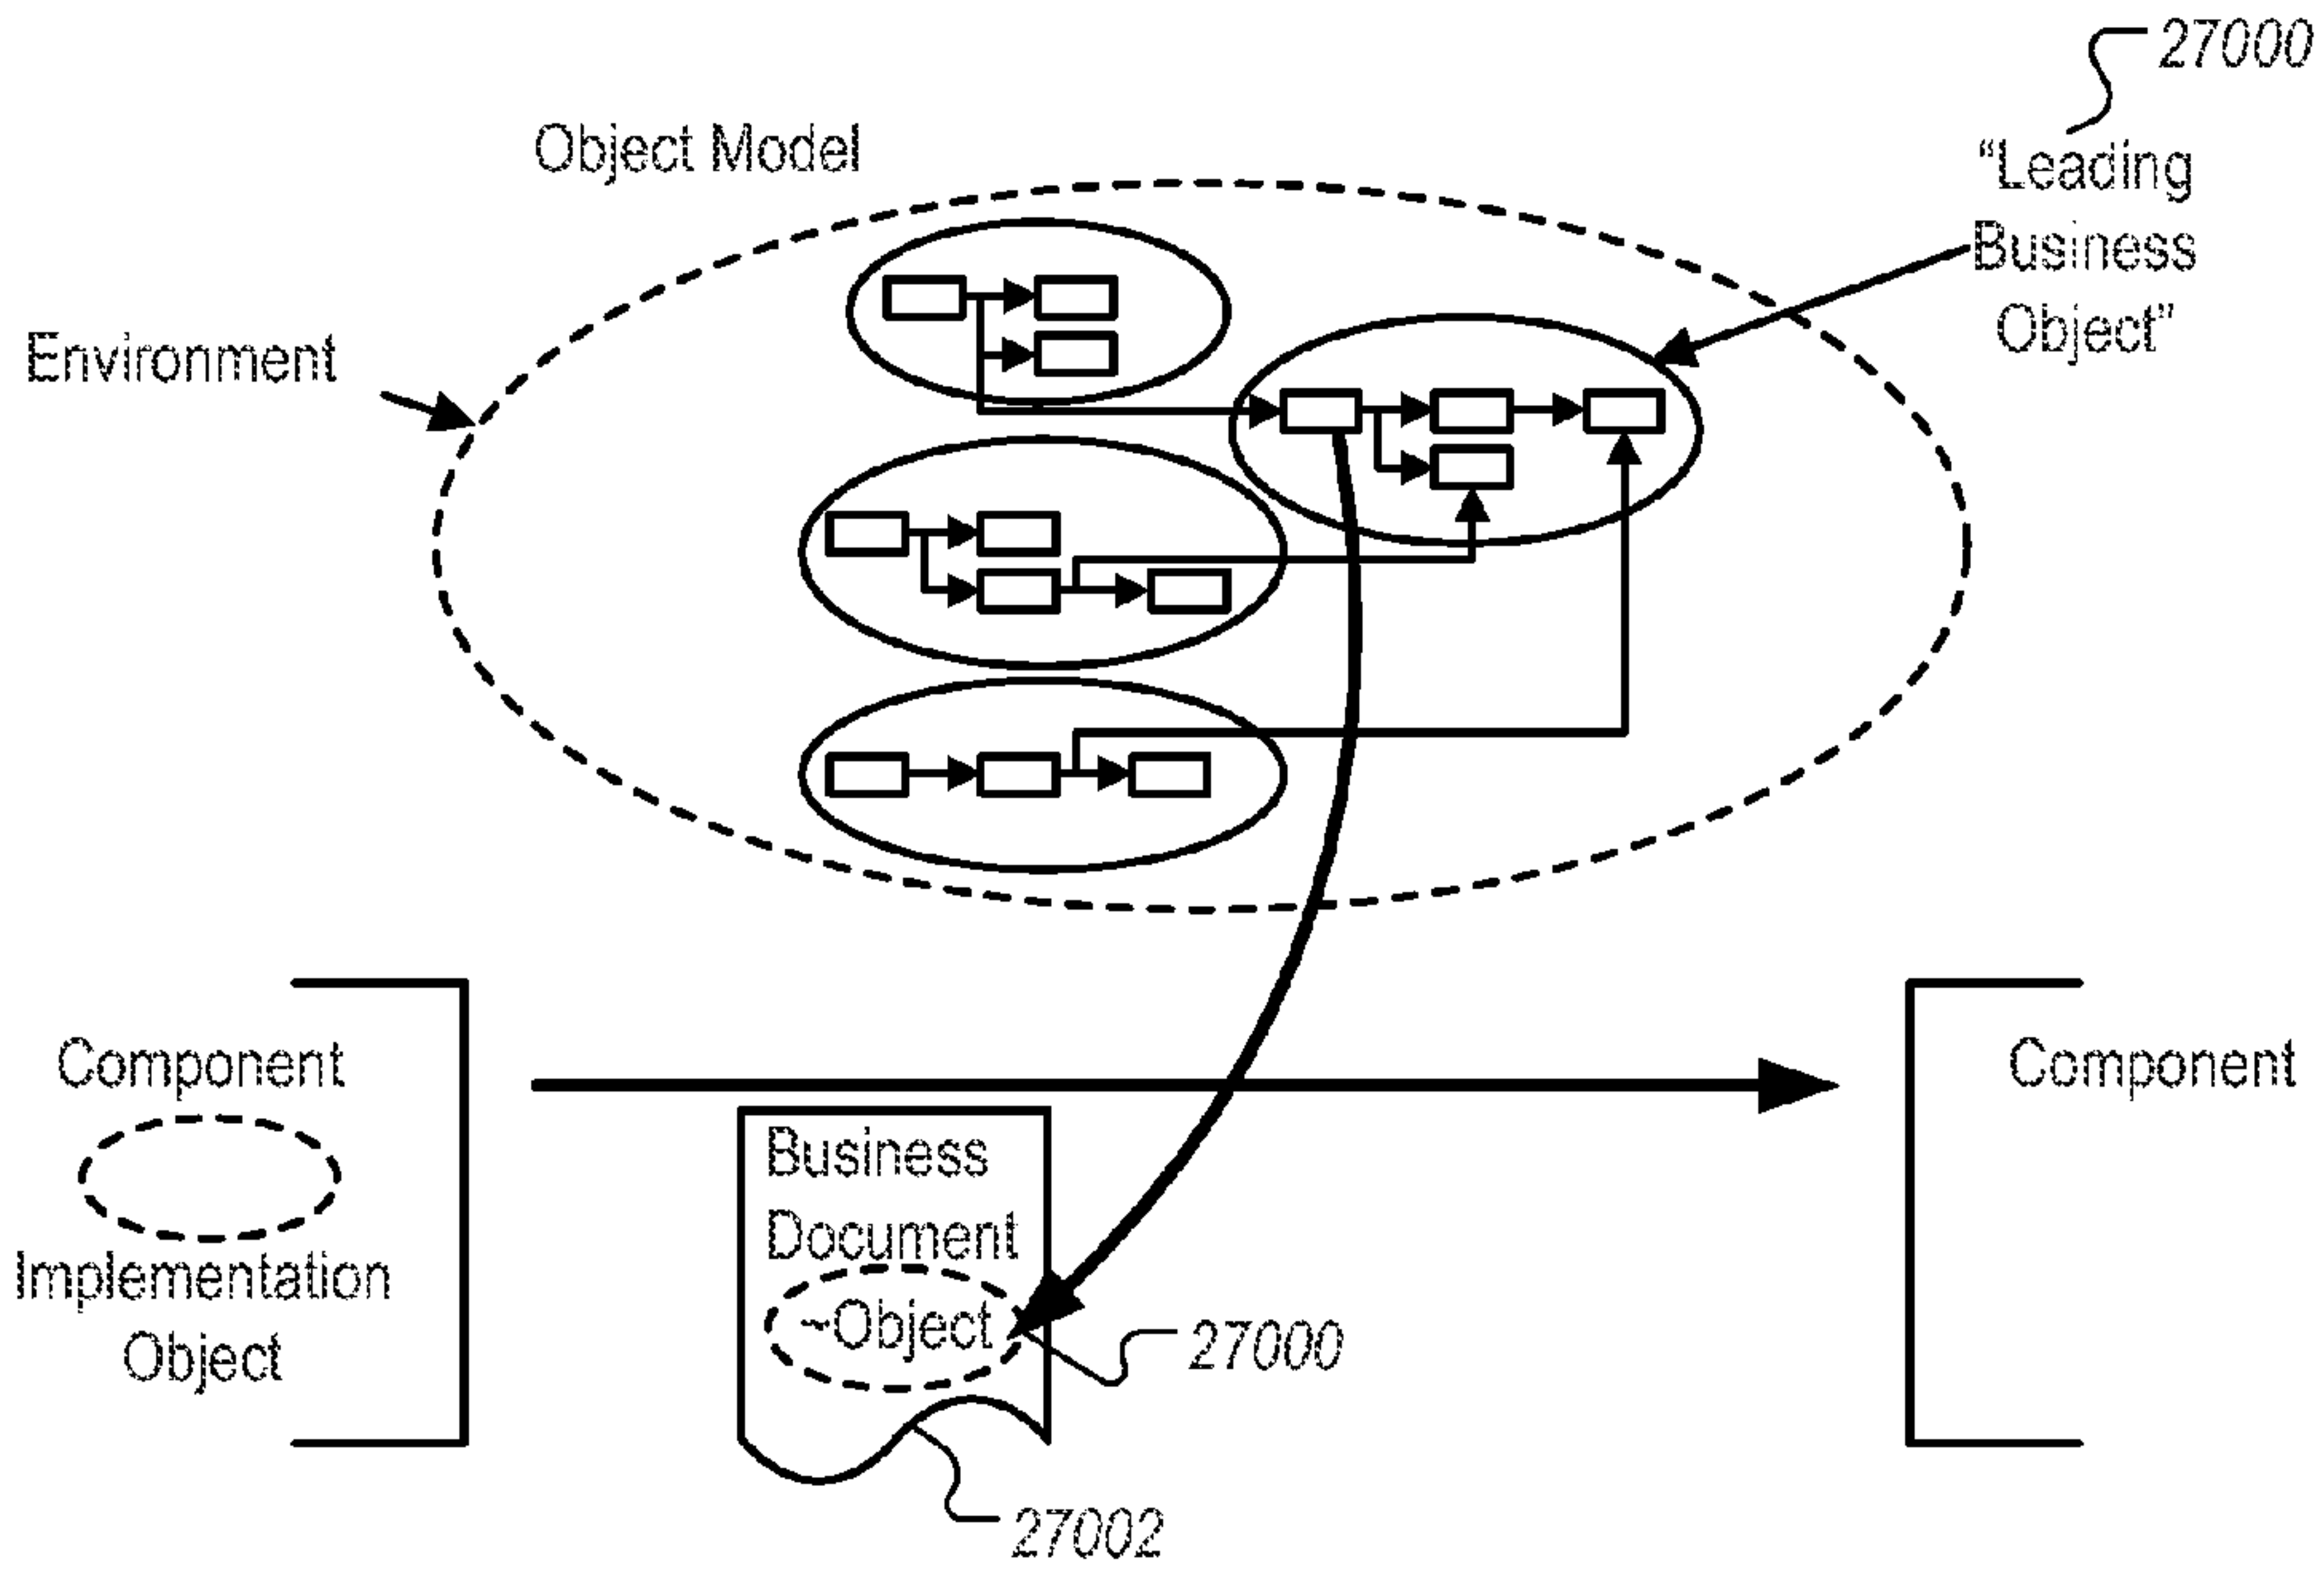 27000
Object Model
“Leading
Business
Object”
Environment
Component
Implementation
Object
Component
Business
Document
~Object
27000
27002